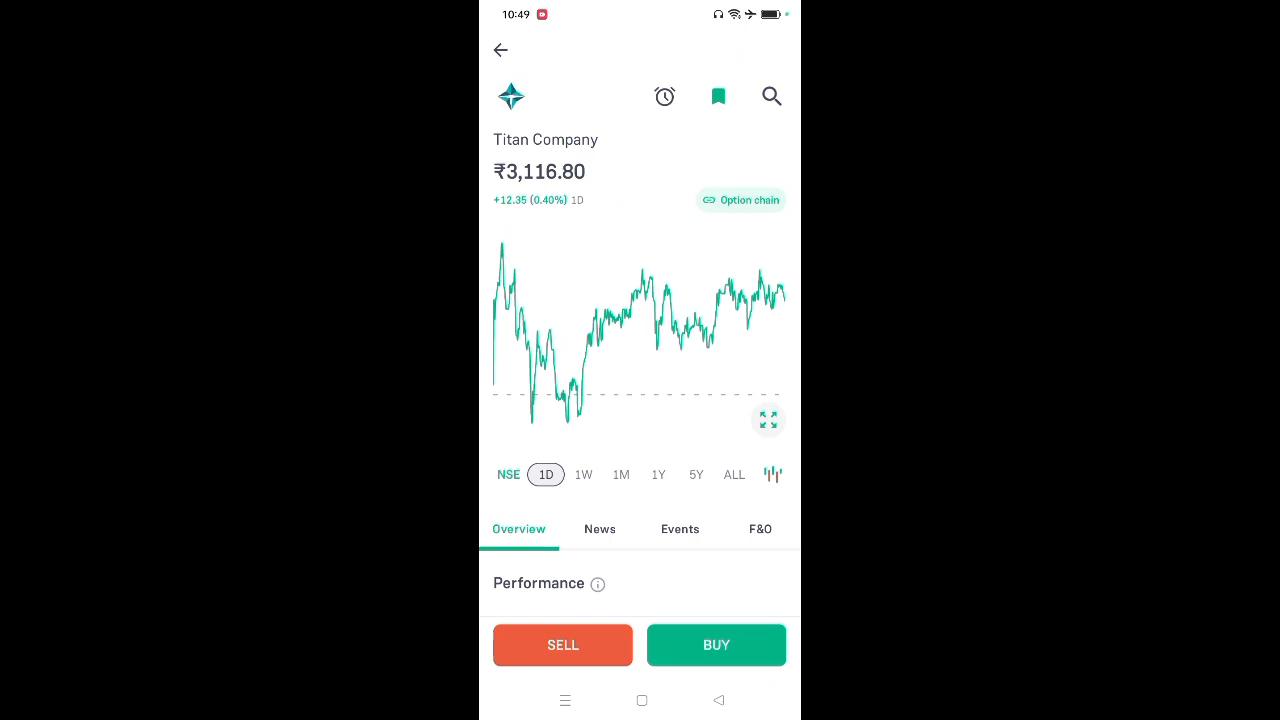 10:49
Titan Company
₹3,116.80
+12.35 (0.40%) 1D
Option chain
NSE 1D 1W 1M 1Y 5Y ALL
Overview News Events F&O
Performance
SELL BUY